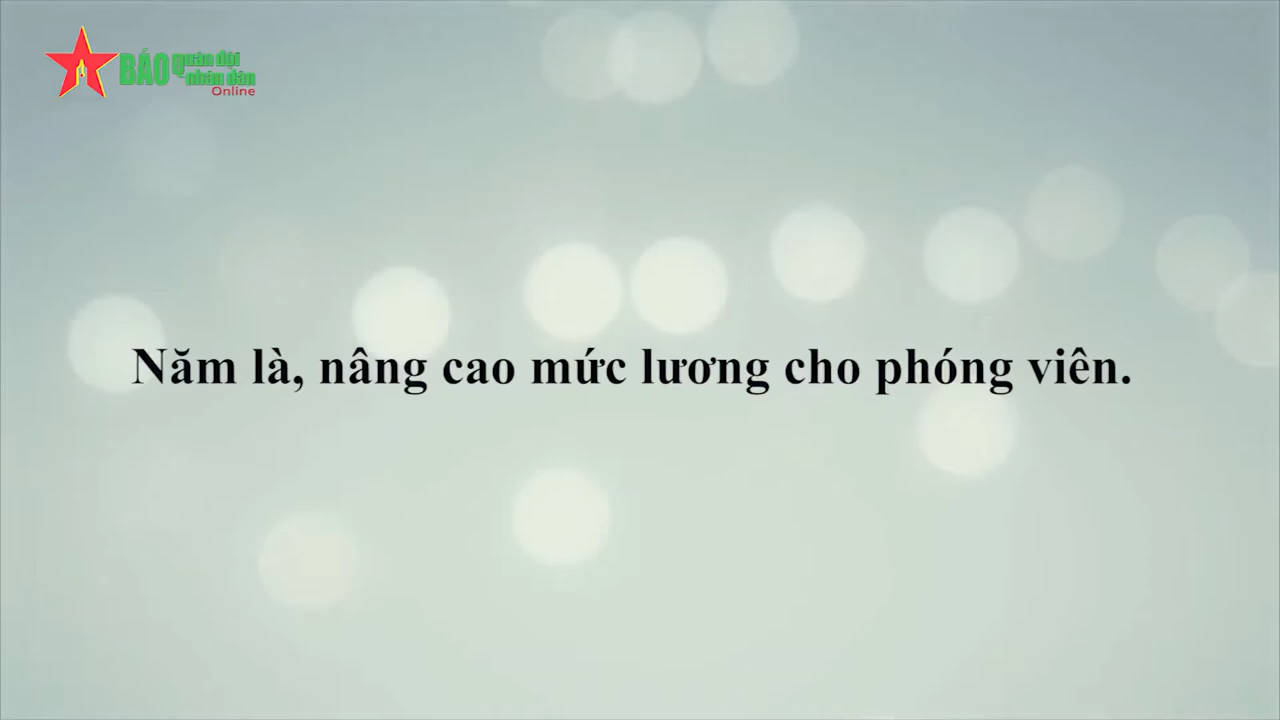 BÁO quân đội
nhân dân
Online
Năm là, nâng cao mức lương cho phóng viên.